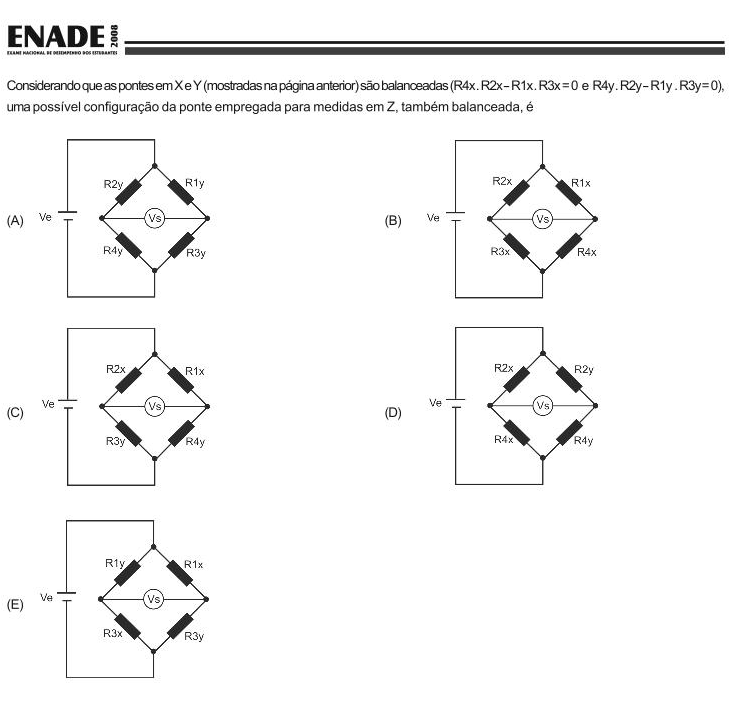 ENADE 2008
EXAME NACIONAL DE DESEMPENHO DOS ESTUDANTES
Considerando que as pontes em X e Y (mostradas na página anterior) são balanceadas (R4x. R2x – R1x. R3x = 0 e R4y. R2y – R1y . R3y = 0),
uma possível configuração da ponte empregada para medidas em Z, também balanceada, é
(A)
Ve
R2y
R1y
Vs
R4y
R3y
(B)
Ve
R2x
R1x
Vs
R3x
R4x
(C)
Ve
R2x
R1x
Vs
R3y
R4y
(D)
Ve
R2x
R2y
Vs
R4x
R4y
(E)
Ve
R1y
R1x
Vs
R3x
R3y